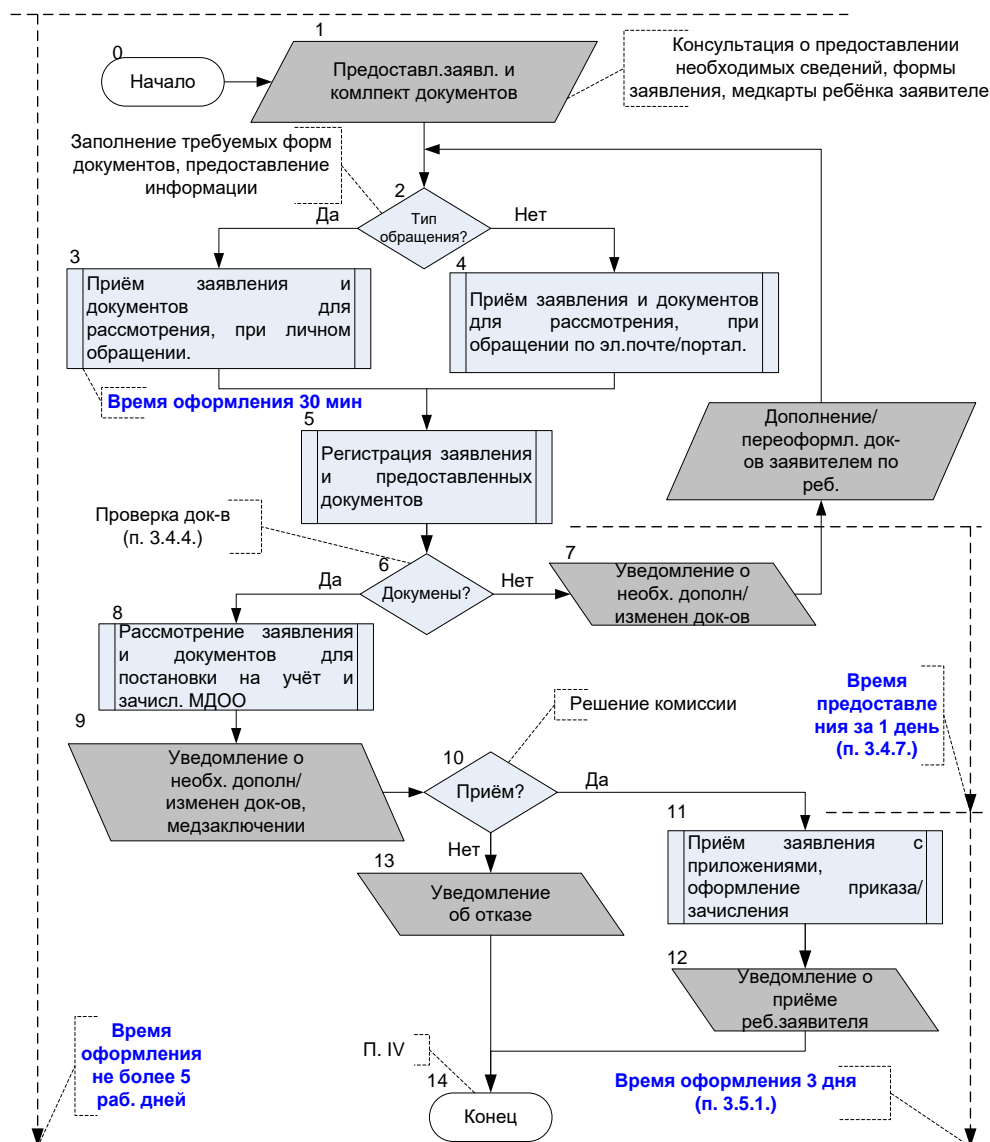 0
Начало
1
Предоставл.заявл. и
комлпект документов
Консультация о предоставлении
необходимых сведений, формы
заявления, медкарты ребёнка заявителе
Заполнение требуемых форм
документов, предоставление
информации
2
Тип
обращения?
Да
Нет
3
Приём заявления и
документов для
рассмотрения, при личном
обращении.
4
Приём заявления и документов
для рассмотрения, при
обращении по эл.почте/портал.
Время оформления 30 мин
5
Регистрация заявления
и предоставленных
документов
Дополнение/
переоформл. док-
ов заявителем по
реб.
Проверка док-в
(п. 3.4.4.)
6
Докумены?
Да
Нет
7
Уведомление о
необх. дополн/
изменен док-ов
8
Рассмотрение заявления
и документов для
постановки на учёт и
зачисл. МДОО
Время
предоставле
ния за 1 день
(п. 3.4.7.)
9
Уведомление о
необх. дополн/
изменен док-ов,
медзаключении
Решение комиссии
10
Приём?
Да
Нет
11
Приём заявления с
приложениями,
оформление приказа/
зачисления
13
Уведомление
об отказе
12
Уведомление о
приёме
реб.заявителя
Время
оформления
не более 5
раб. дней
П. IV
14
Конец
Время оформления 3 дня
(п. 3.5.1.)